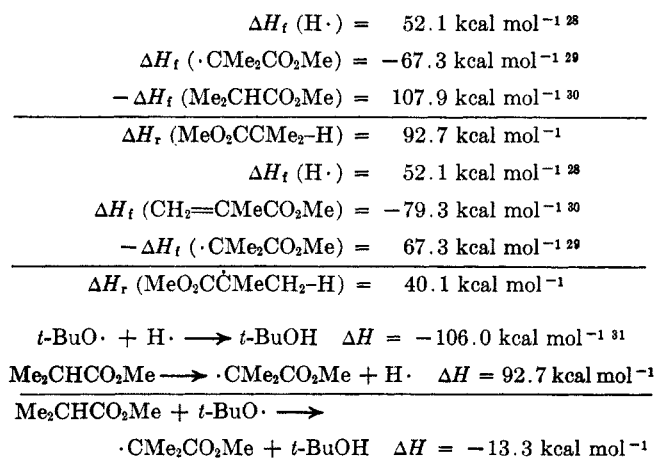 ΔH_f (H·) = 52.1 kcal mol⁻¹ ²⁸
ΔH_f (·CMe₂CO₂Me) = −67.3 kcal mol⁻¹ ²⁹
−ΔH_f (Me₂CHCO₂Me) = 107.9 kcal mol⁻¹ ³⁰
ΔH_r (MeO₂CCMe₂–H) = 92.7 kcal mol⁻¹
ΔH_f (H·) = 52.1 kcal mol⁻¹ ²⁸
ΔH_f (CH₂=CMeCO₂Me) = −79.3 kcal mol⁻¹ ³⁰
−ΔH_f (·CMe₂CO₂Me) = 67.3 kcal mol⁻¹ ²⁹
ΔH_r (MeO₂CĊMeCH₂–H) = 40.1 kcal mol⁻¹
t-BuO· + H· ⟶ t-BuOH ΔH = −106.0 kcal mol⁻¹ ³¹
Me₂CHCO₂Me ⟶ ·CMe₂CO₂Me + H· ΔH = 92.7 kcal mol⁻¹
Me₂CHCO₂Me + t-BuO· ⟶
·CMe₂CO₂Me + t-BuOH ΔH = −13.3 kcal mol⁻¹